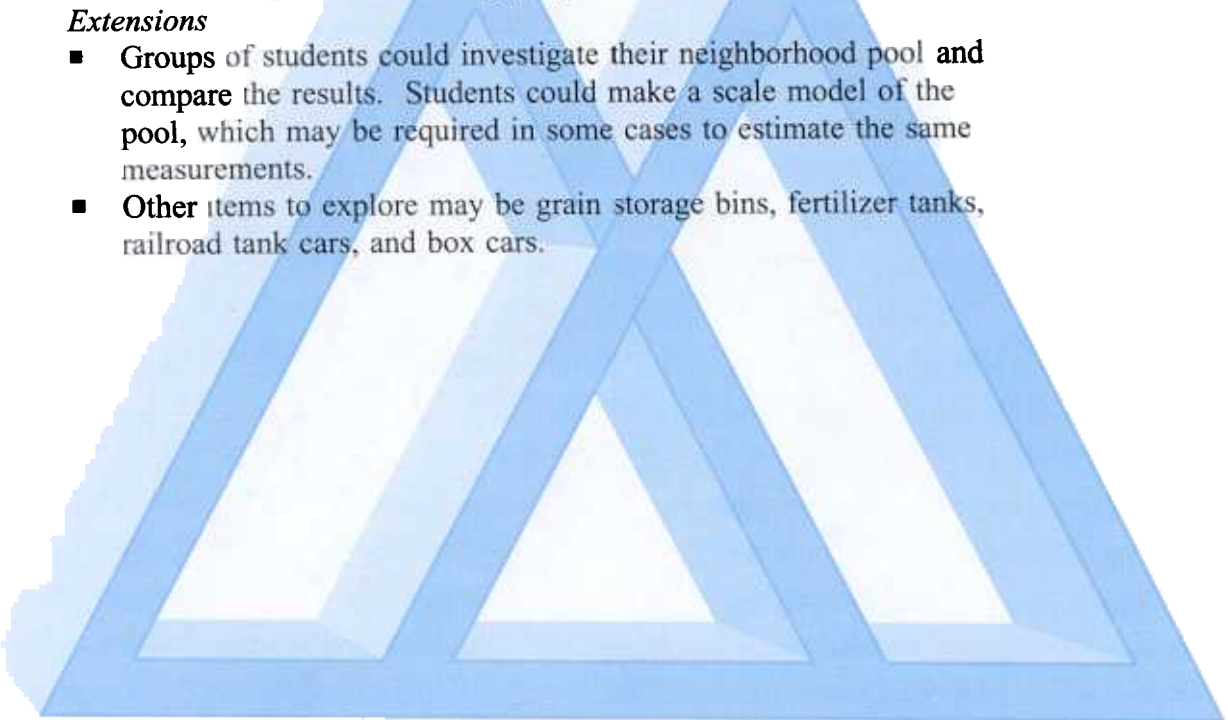 Extensions
▪ Groups of students could investigate their neighborhood pool and
compare the results. Students could make a scale model of the
pool, which may be required in some cases to estimate the same
measurements.
▪ Other items to explore may be grain storage bins, fertilizer tanks,
railroad tank cars, and box cars.